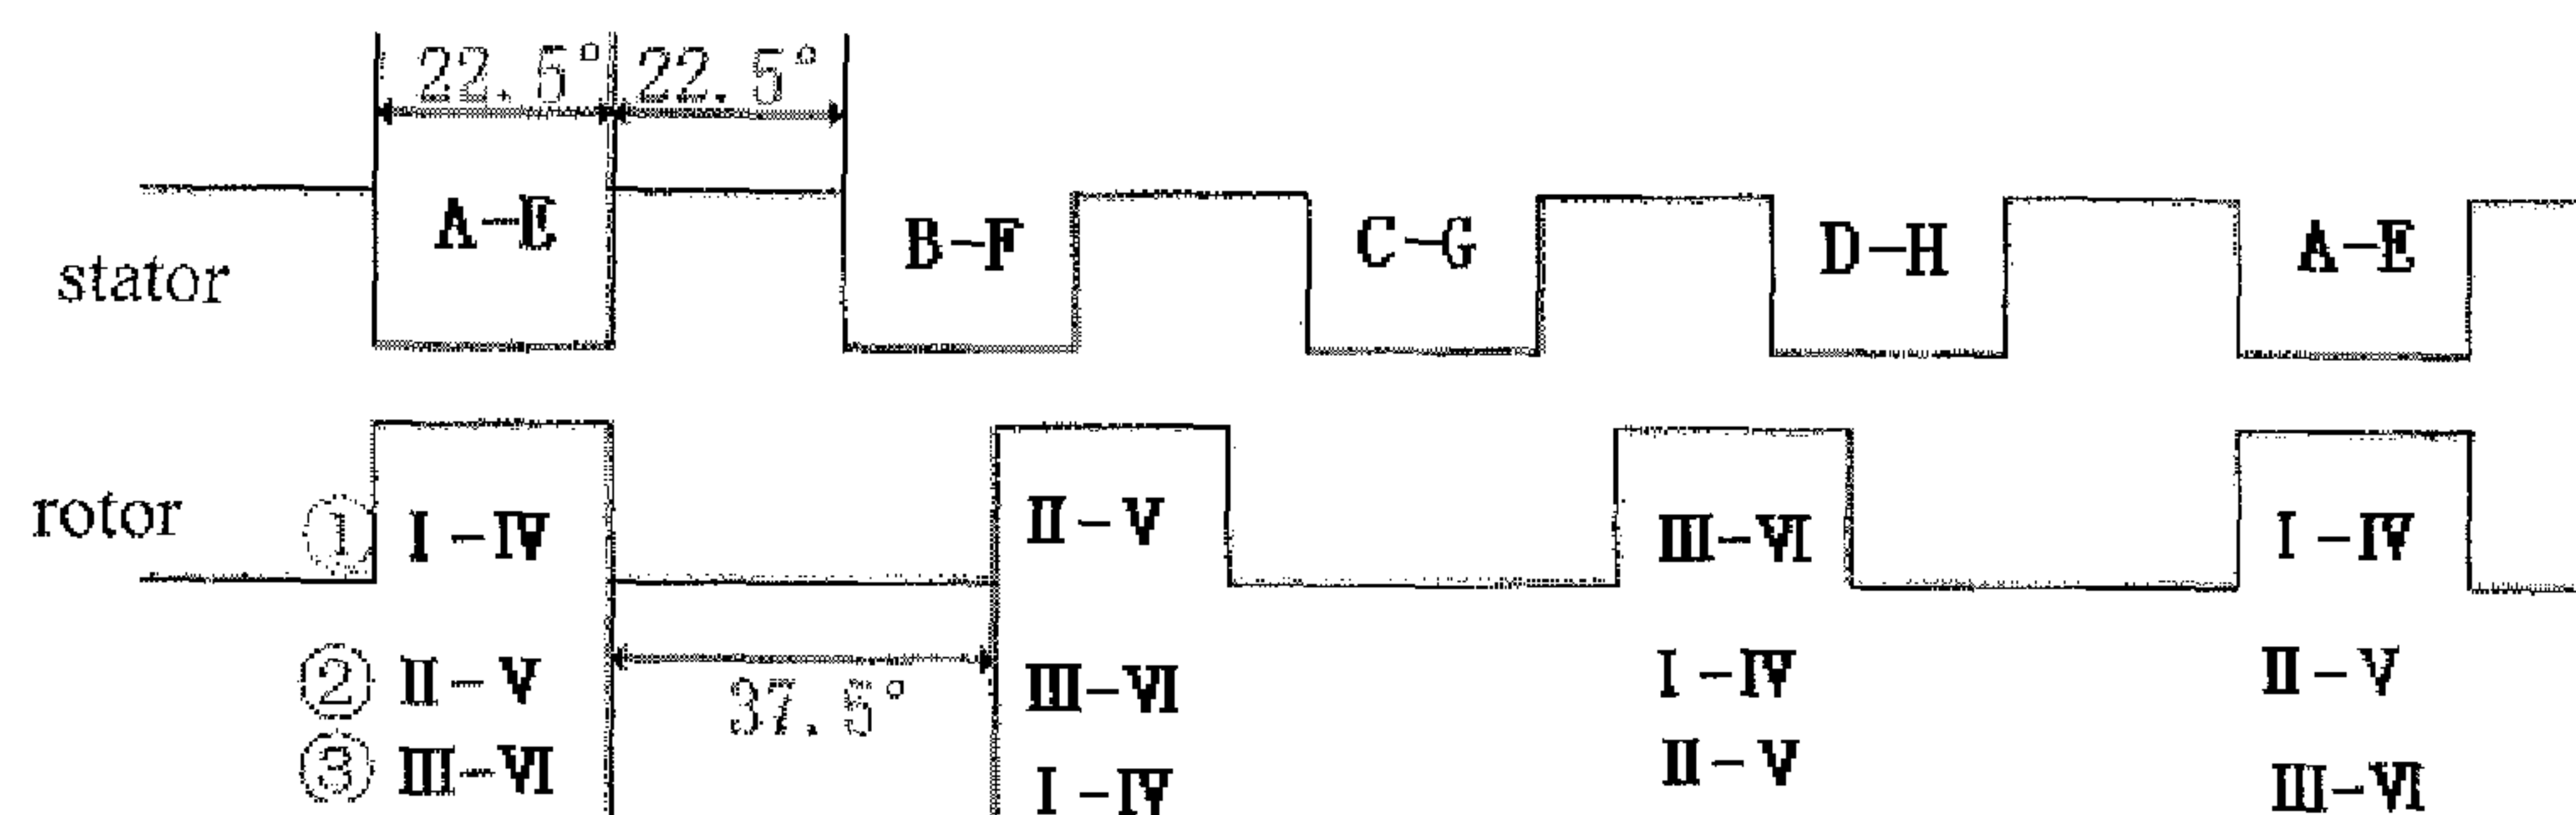 22.5° 22.5°
A-E B-F C-G D-H A-E
stator
rotor ① I-IV II-V III-VI I-IV
② II-V 37.5° III-VI I-IV II-V
③ III-VI I-IV II-V III-VI